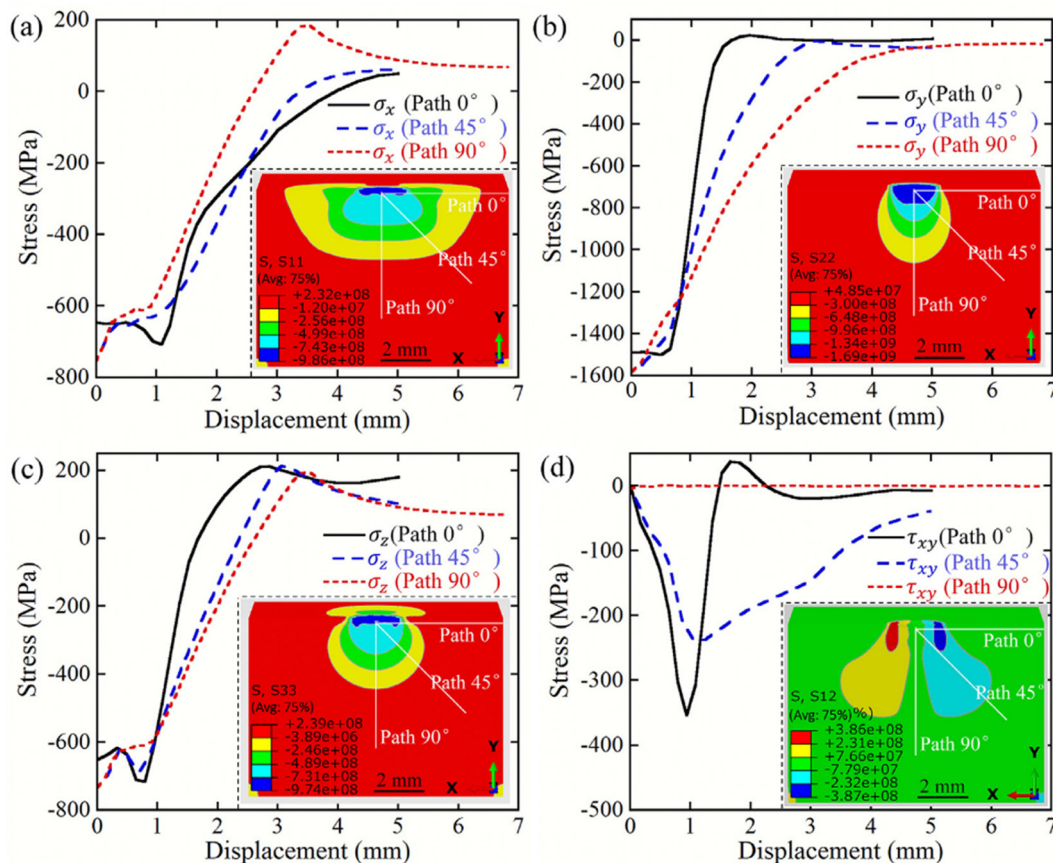 (a)
200
0
-200
-400
-600
-800
Stress (MPa)
0 1 2 3 4 5 6 7
Displacement (mm)
σx (Path 0°)
σx (Path 45°)
σx (Path 90°)
Path 0°
Path 45°
Path 90°
S, S11
(Avg: 75%)
+2.32e+08
-1.20e+07
-2.56e+08
-4.99e+08
-7.43e+08
-9.86e+08
Y
X
2 mm
(b)
0
-200
-400
-600
-800
-1000
-1200
-1400
-1600
Stress (MPa)
0 1 2 3 4 5 6 7
Displacement (mm)
σy(Path 0°)
σy (Path 45°)
σy (Path 90°)
Path 0°
Path 45°
Path 90°
S, S22
(Avg: 75%)
+4.85e+07
-3.00e+08
-6.48e+08
-9.96e+08
-1.34e+09
-1.69e+09
Y
X
2 mm
(c)
200
0
-200
-400
-600
-800
Stress (MPa)
0 1 2 3 4 5 6 7
Displacement (mm)
σz(Path 0°)
σz (Path 45°)
σz (Path 90°)
Path 0°
Path 45°
Path 90°
S, S33
(Avg: 75%)
+2.39e+08
-3.89e+06
-2.46e+08
-4.89e+08
-7.31e+08
-9.74e+08
Y
X
2 mm
(d)
0
-100
-200
-300
-400
-500
Stress (MPa)
0 1 2 3 4 5 6 7
Displacement (mm)
τxy(Path 0°)
τxy (Path 45°)
τxy (Path 90°)
Path 0°
Path 45°
Path 90°
S, S12
(Avg: 75%)%)
+3.86e+08
+2.31e+08
+7.66e+07
-7.79e+07
-2.32e+08
-3.87e+08
Y
X
2 mm